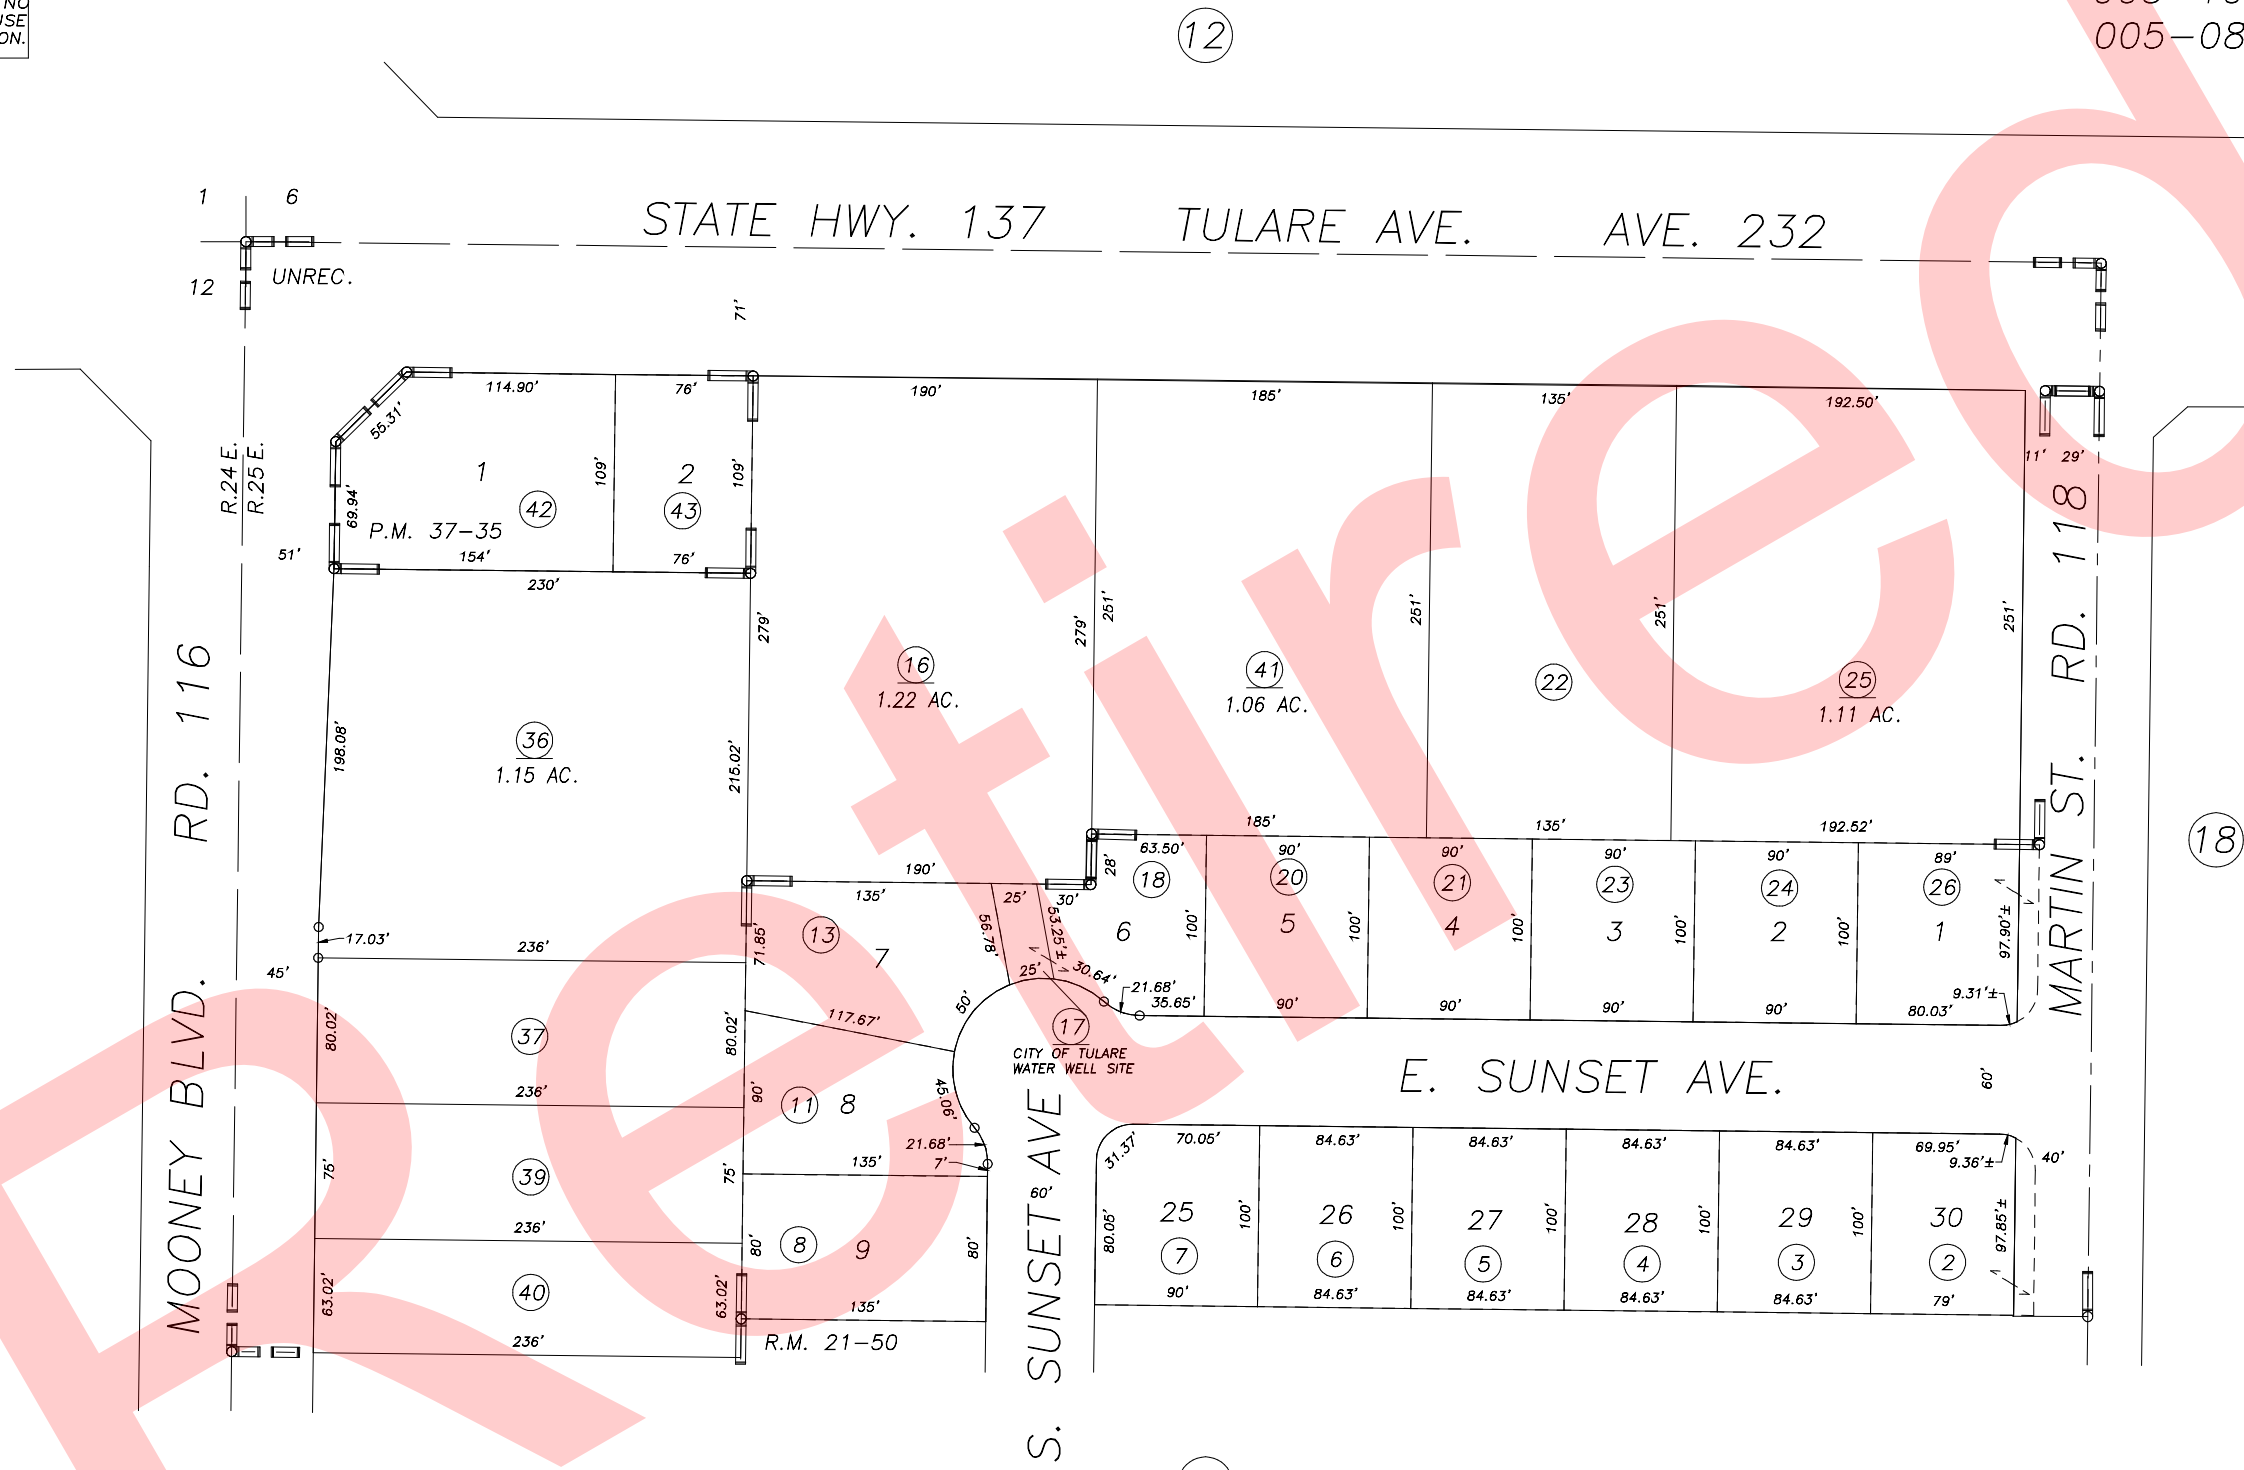 NO
USE
ON.
12
005-08
1 6
STATE HWY. 137 TULARE AVE. AVE. 232
12 UNREC.
71'
114.90' 76' 190' 185' 135' 192.50'
55.31'
R.24 E.
R.25 E.
1 109' 2 109'
42 43
69.94'
P.M. 37-35
51' 154' 76'
230'
11' 29'
279' 279' 251' 251' 251' 251'
16
1.22 AC.
41
1.06 AC.
22
25
1.11 AC.
36
1.15 AC.
198.08' 215.02'
MOONEY BLVD. RD. 116
MARTIN ST. RD. 118
18
185' 135' 192.52'
63.50' 90' 90' 90' 90' 89'
28'
18 20 21 23 24 26
190'
135' 25' 30'
6 5 4 3 2 1
100' 100' 100' 100' 100' 97.90'±
13
7
71.85' 56.78' 53.25'±
17.03' 236'
45'
25' 30.64' 21.68' 35.65' 90' 90' 90' 90' 80.03' 9.31'±
50'
117.67'
17
CITY OF TULARE
WATER WELL SITE
80.02' 37 80.02'
E. SUNSET AVE.
60'
236'
90' 11 8 45.06'
21.68'
7'
135'
75' 39 75'
31.37' 70.05' 84.63' 84.63' 84.63' 84.63' 69.95' 9.36'±
40'
60'
S. SUNSET AVE
236'
80' 8 9 80'
80.05' 25 100' 26 100' 27 100' 28 100' 29 100' 30 97.85'±
7 6 5 4 3 2
63.02' 40 63.02'
135'
90' 84.63' 84.63' 84.63' 84.63' 79'
236'
R.M. 21-50
Retired